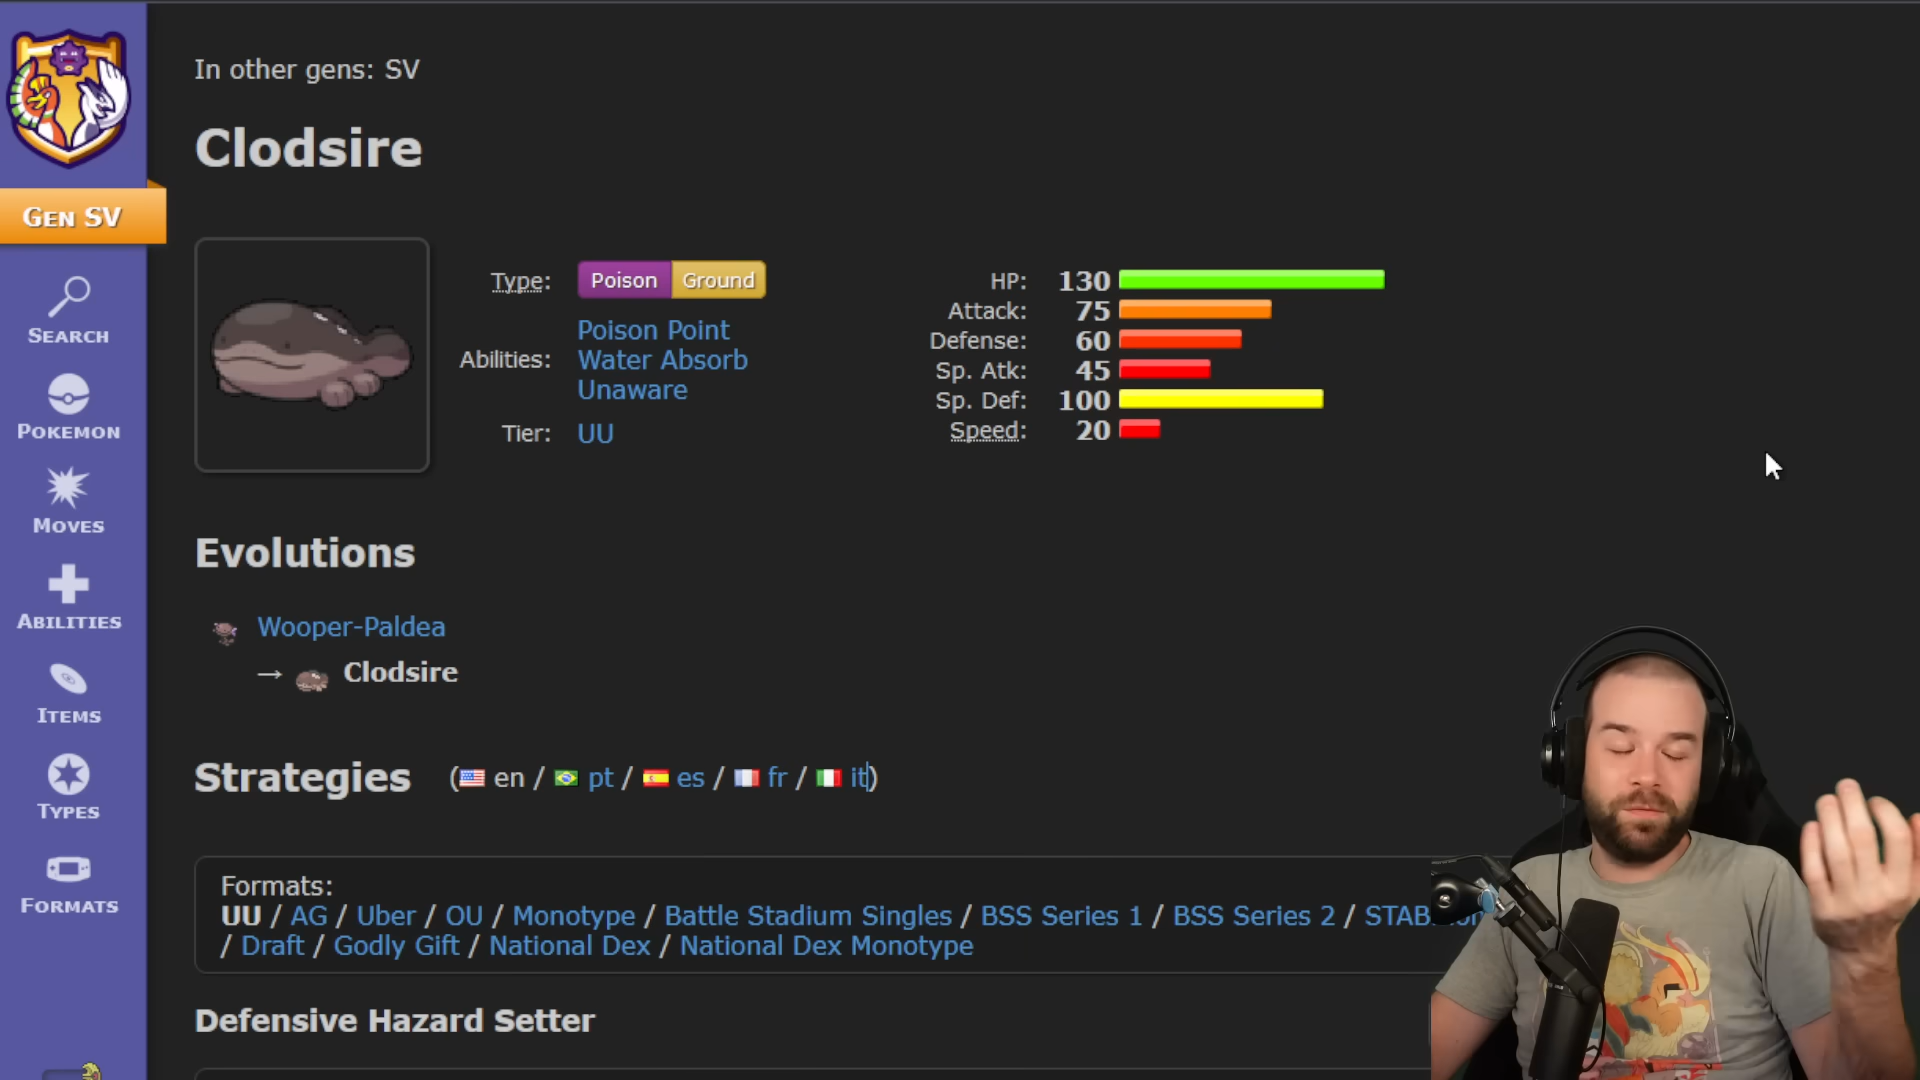 In other gens: SV
Clodsire
GEN SV
SEARCH
POKEMON
MOVES
ABILITIES
ITEMS
TYPES
FORMATS
Type: Poison Ground
Abilities: Poison Point
Water Absorb
Unaware
Tier: UU
HP: 130
Attack: 75
Defense: 60
Sp. Atk: 45
Sp. Def: 100
Speed: 20
Evolutions
Wooper-Paldea
→ Clodsire
Strategies (en / pt / es / fr / it)
Formats:
UU / AG / Uber / OU / Monotype / Battle Stadium Singles / BSS Series 1 / BSS Series 2 /
/ Draft / Godly Gift / National Dex / National Dex Monotype
Defensive Hazard Setter